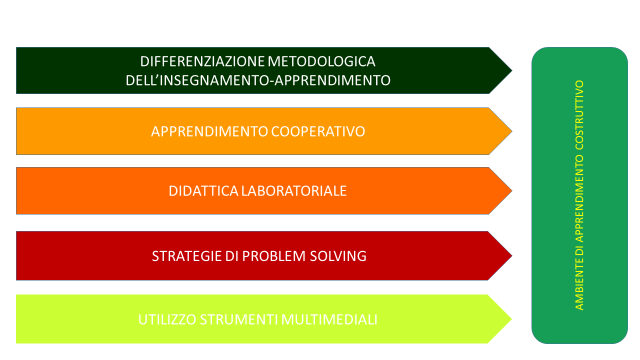 DIFFERENZIAZIONE METODOLOGICA
DELL'INSEGNAMENTO-APPRENDIMENTO
APPRENDIMENTO COOPERATIVO
DIDATTICA LABORATORIALE
STRATEGIE DI PROBLEM SOLVING
UTILIZZO STRUMENTI MULTIMEDIALI
AMBIENTE DI APPRENDIMENTO COSTRUTTIVO